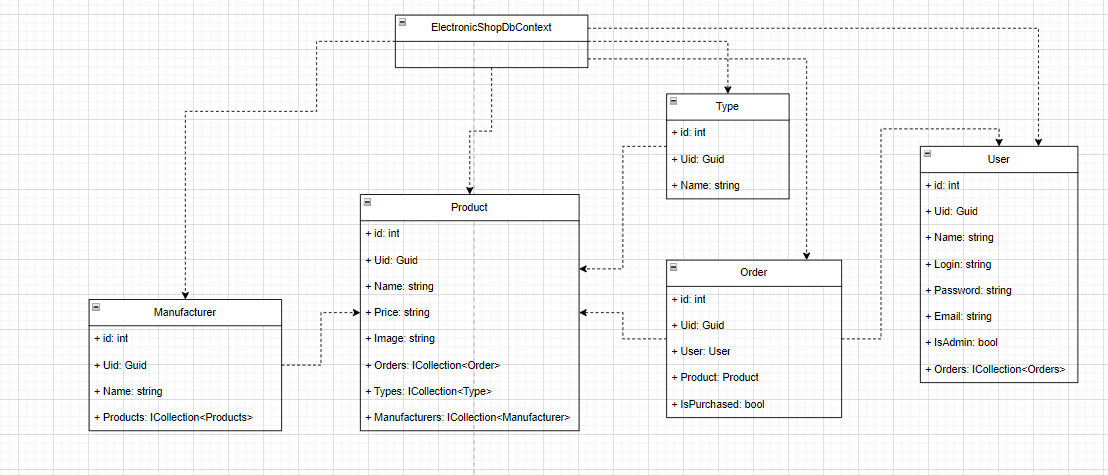 ElectronicShopDbContext
Type
+ id: int
+ Uid: Guid
+ Name: string
User
+ id: int
+ Uid: Guid
+ Name: string
+ Login: string
+ Password: string
+ Email: string
+ IsAdmin: bool
+ Orders: ICollection<Orders>
Product
+ id: int
+ Uid: Guid
+ Name: string
+ Price: string
+ Image: string
+ Orders: ICollection<Order>
+ Types: ICollection<Type>
+ Manufacturers: ICollection<Manufacturer>
Order
+ id: int
+ Uid: Guid
+ User: User
+ Product: Product
+ IsPurchased: bool
Manufacturer
+ id: int
+ Uid: Guid
+ Name: string
+ Products: ICollection<Products>